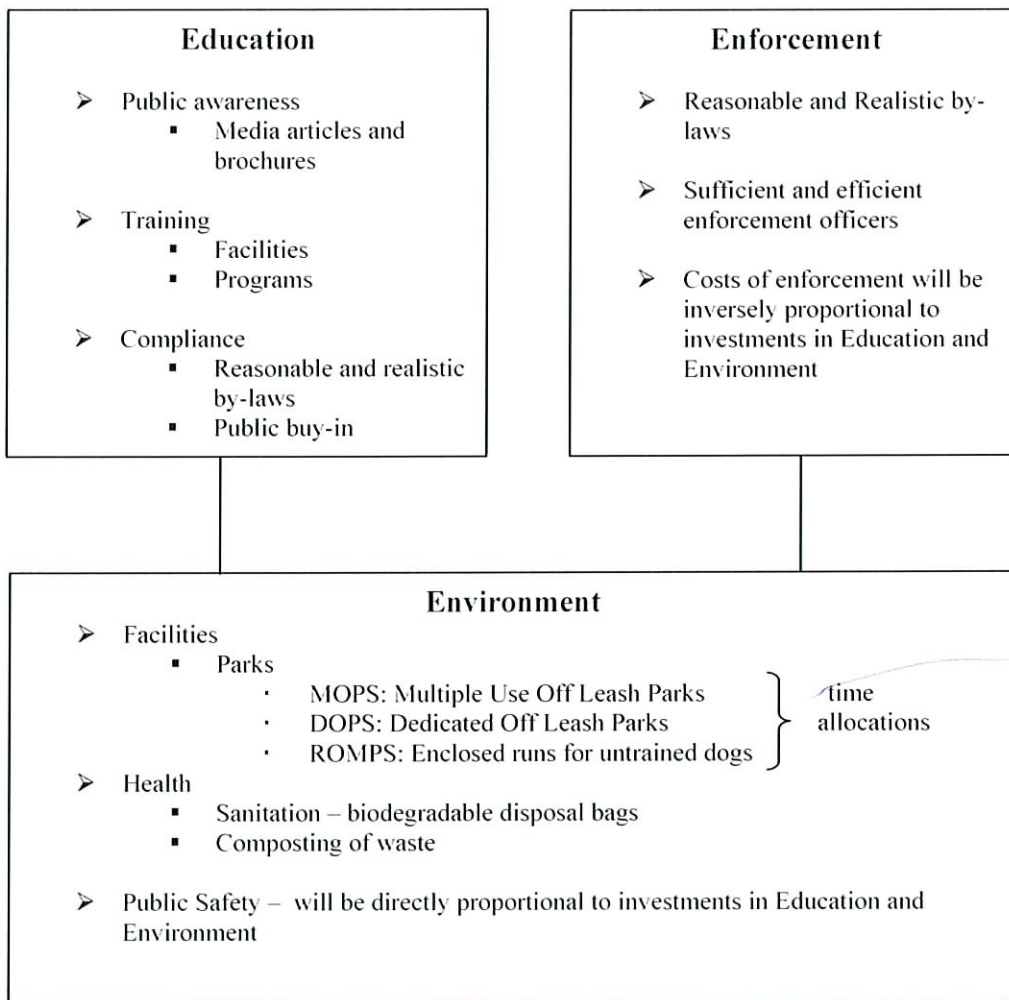 Education
➢ Public awareness
▪ Media articles and
brochures
➢ Training
▪ Facilities
▪ Programs
➢ Compliance
▪ Reasonable and realistic
by-laws
▪ Public buy-in
Enforcement
➢ Reasonable and Realistic by-
laws
➢ Sufficient and efficient
enforcement officers
➢ Costs of enforcement will be
inversely proportional to
investments in Education and
Environment
Environment
➢ Facilities
▪ Parks
· MOPS: Multiple Use Off Leash Parks
· DOPS: Dedicated Off Leash Parks
· ROMPS: Enclosed runs for untrained dogs
time
allocations
➢ Health
▪ Sanitation – biodegradable disposal bags
▪ Composting of waste
➢ Public Safety – will be directly proportional to investments in Education and
Environment